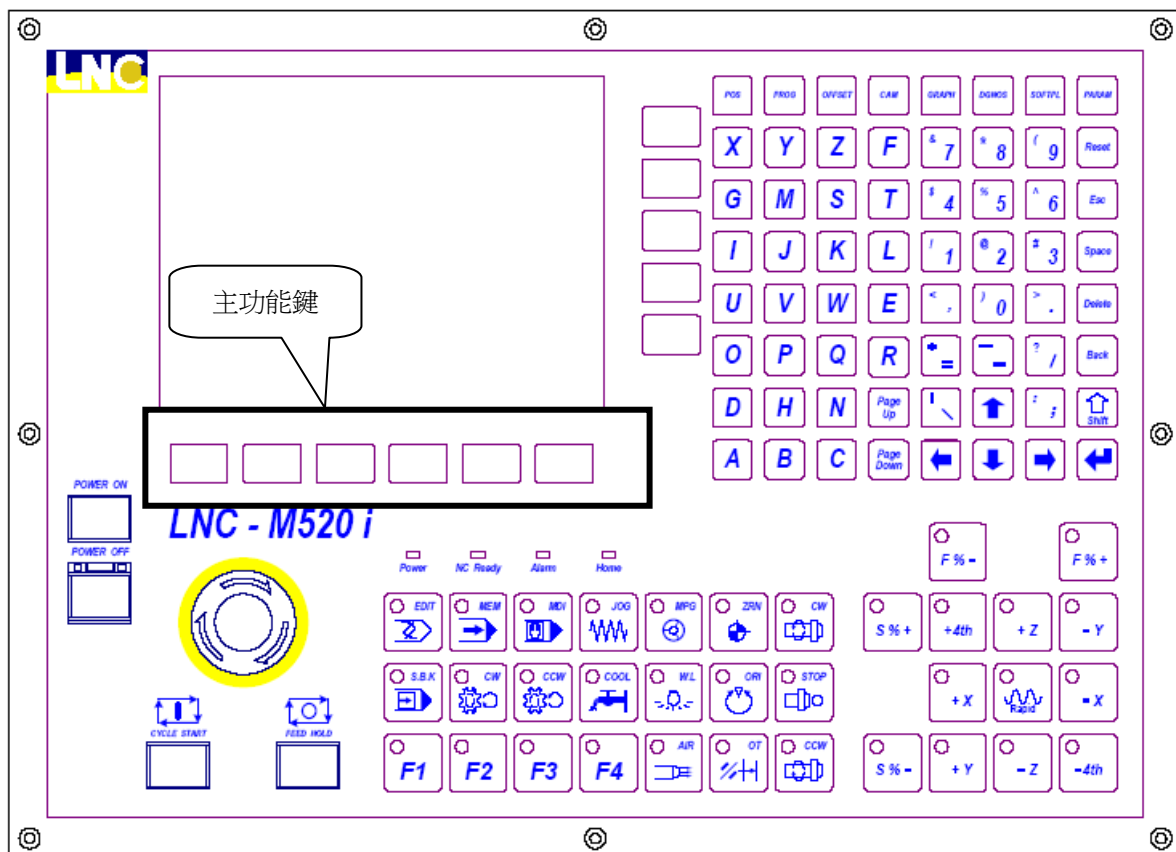 LNC
POS PROG OFFSET CAM GRAPH DGNOS SOFTPL PARAM
X Y Z F & 7 * 8 ( 9 Reset
G M S T $ 4 % 5 ^ 6 Esc
I J K L ! 1 @ 2 # 3 Space
主功能鍵
U V W E < , ) 0 > . Delete
O P Q R + = — - ? / Back
D H N Page Up | \ : ; Shift
A B C Page Down
POWER ON
LNC - M520 i
POWER OFF
Power NC Ready Alarm Home
F % - F % +
EDIT MEM MDI JOG MPG ZRN CW
S % + +4th + Z - Y
S.B.K CW CCW COOL W.L ORI STOP
+ X Rapid - X
CYCLE START FEED HOLD
F1 F2 F3 F4 AIR OT CCW
S % - + Y - Z -4th